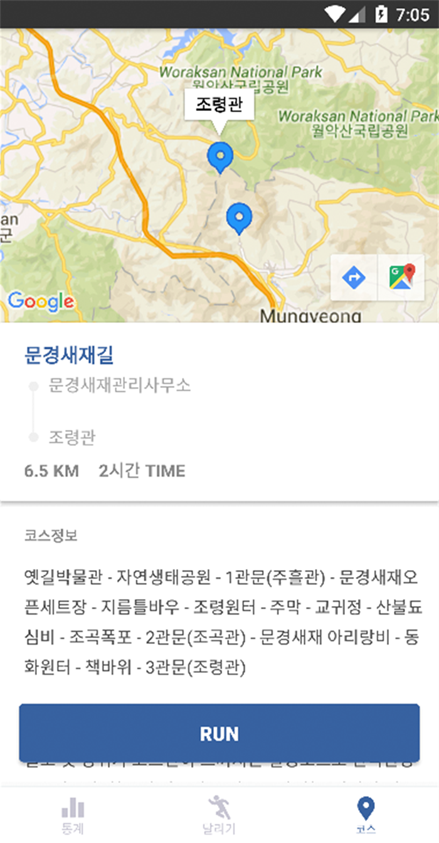 7:05
Woraksan National Park
월악산국립공원
조령관
Woraksan National Park
월악산국립공원
an
군
Google
G
Mungyeong
문경새재길
문경새재관리사무소
조령관
6.5 KM 2시간 TIME
코스정보
옛길박물관 - 자연생태공원 - 1관문(주흘관) - 문경새재오
픈세트장 - 지름틀바우 - 조령원터 - 주막 - 교귀정 - 산불됴
심비 - 조곡폭포 - 2관문(조곡관) - 문경새재 아리랑비 - 동
화원터 - 책바위 - 3관문(조령관)
RUN
통계
날리기
코스